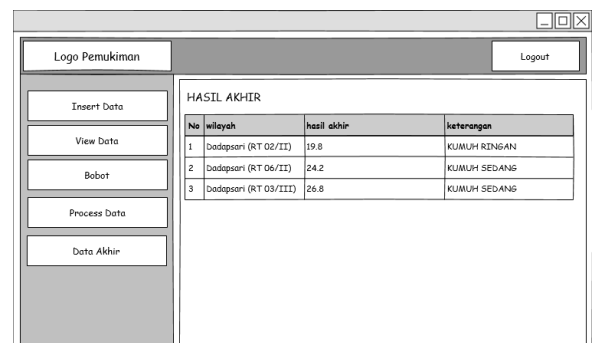 Logo Pemukiman
Logout
Insert Data
View Data
Bobot
Process Data
Data Akhir
HASIL AKHIR
No wilayah hasil akhir keterangan
1 Dadapsari (RT 02/II) 19.8 KUMUH RINGAN
2 Dadapsari (RT 06/II) 24.2 KUMUH SEDANG
3 Dadapsari (RT 03/III) 26.8 KUMUH SEDANG